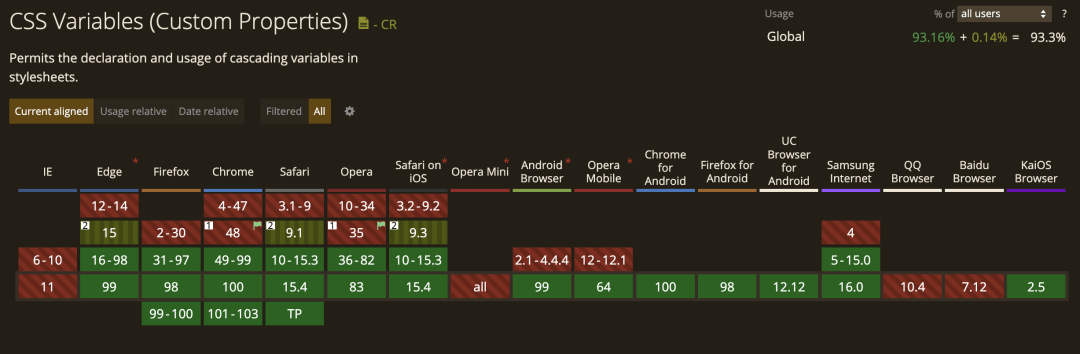 CSS Variables (Custom Properties) - CR
Usage % of all users ?
Global 93.16% + 0.14% = 93.3%
Permits the declaration and usage of cascading variables in
stylesheets.
Current aligned Usage relative Date relative Filtered All
IE Edge * Firefox Chrome Safari Opera Safari on iOS * Opera Mini * Android Browser * Opera Mobile * Chrome for Android Firefox for Android UC Browser for Android Samsung Internet QQ Browser Baidu Browser KaiOS Browser
12-14 4-47 3.1-9 10-34 3.2-9.2
2 15 2-30 1 48 2 9.1 1 35 2 9.3 4
6-10 16-98 31-97 49-99 10-15.3 36-82 10-15.3 2.1-4.4.4 12-12.1 5-15.0
11 99 98 100 15.4 83 15.4 all 99 64 100 98 12.12 16.0 10.4 7.12 2.5
99-100 101-103 TP